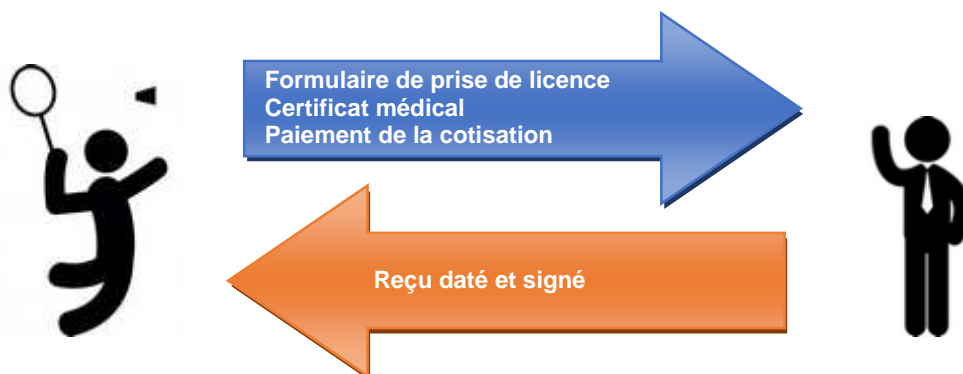 Formulaire de prise de licence
Certificat médical
Paiement de la cotisation
Reçu daté et signé